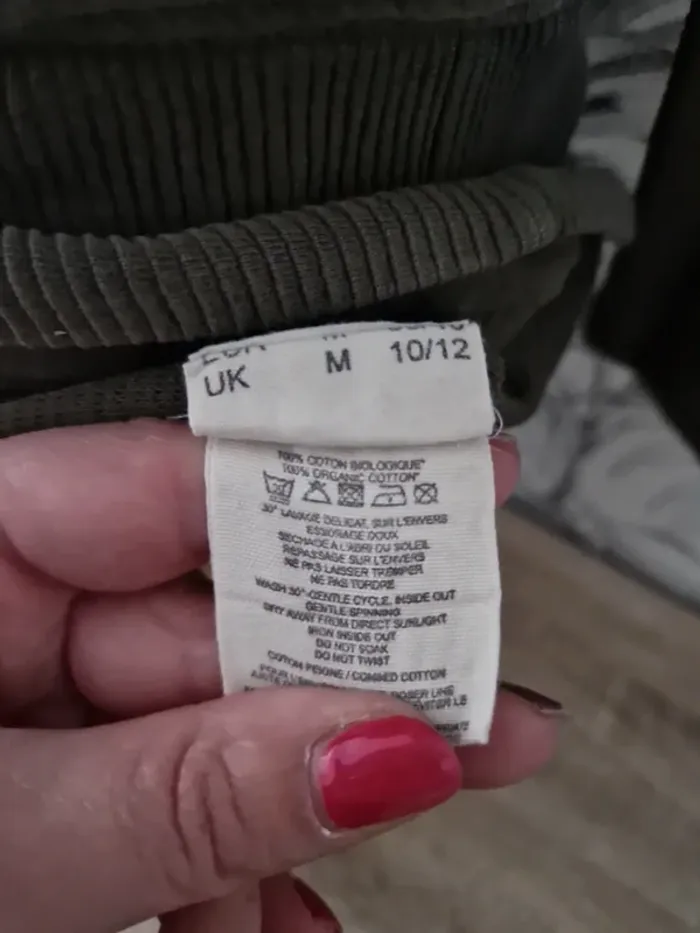 UK M 10/12
100% COTON BIOLOGIQUE*
100% ORGANIC COTTON*
30° LAVAGE DELICAT, SUR L'ENVERS
ESSORAGE DOUX
SECHAGE A L'ABRI DU SOLEIL
REPASSAGE SUR L'ENVERS
NE PAS LAISSER TREMPER
NE PAS TORDRE
WASH 30°-GENTLE CYCLE, INSIDE OUT
GENTLE SPINNING
DRY AWAY FROM DIRECT SUNLIGHT
IRON INSIDE OUT
DO NOT SOAK
DO NOT TWIST
COTON PEIGNE / COMBED COTTON